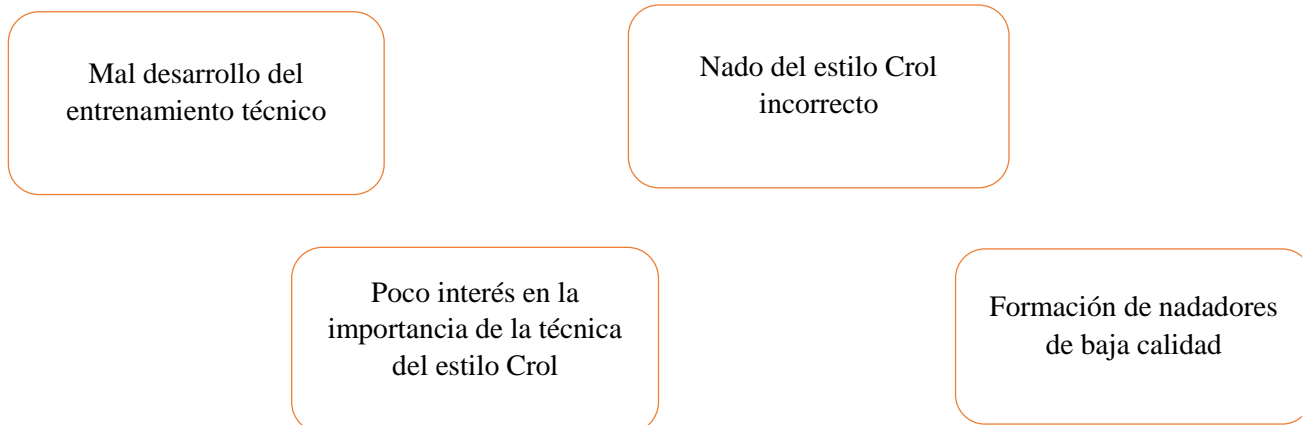 Mal desarrollo del
entrenamiento técnico
Nado del estilo Crol
incorrecto
Poco interés en la
importancia de la técnica
del estilo Crol
Formación de nadadores
de baja calidad